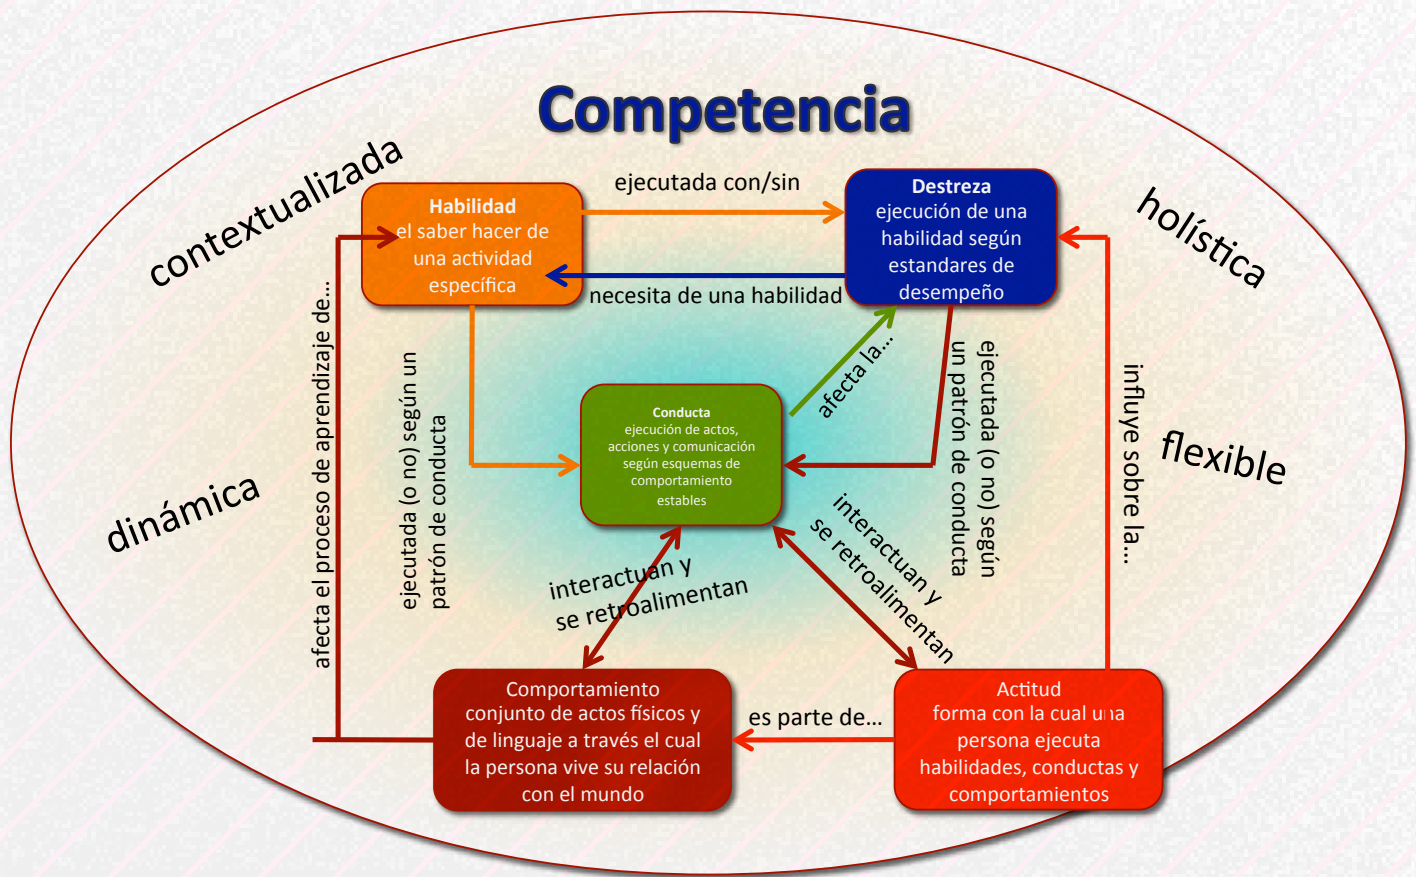 Competencia
contextualizada
holística
dinámica
flexible
Habilidad
el saber hacer de
una actividad
específica
ejecutada con/sin
necesita de una habilidad
Destreza
ejecución de una
habilidad según
estandares de
desempeño
afecta el proceso de aprendizaje de...
ejecutada (o no) según un
patrón de conducta
Conducta
ejecución de actos,
acciones y comunicación
según esquemas de
comportamiento
estables
afecta la...
ejecutada (o no) según
un patrón de conducta
influye sobre la...
interactuan y
se retroalimentan
interactuan y
se retroalimentan
Comportamiento
conjunto de actos físicos y
de linguaje a través el cual
la persona vive su relación
con el mundo
es parte de...
Actitud
forma con la cual una
persona ejecuta
habilidades, conductas y
comportamientos